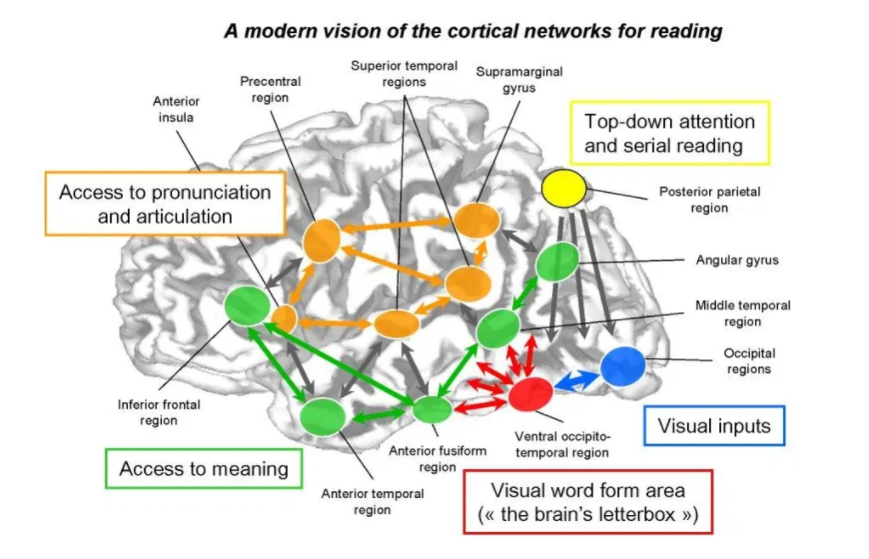 A modern vision of the cortical networks for reading
Superior temporal
regions
Supramarginal
gyrus
Precentral
region
Anterior
insula
Top-down attention
and serial reading
Access to pronunciation
and articulation
Posterior parietal
region
Angular gyrus
Middle temporal
region
Occipital
regions
Inferior frontal
region
Visual inputs
Ventral occipito-
temporal region
Anterior fusiform
region
Access to meaning
Anterior temporal
region
Visual word form area
(« the brain's letterbox »)